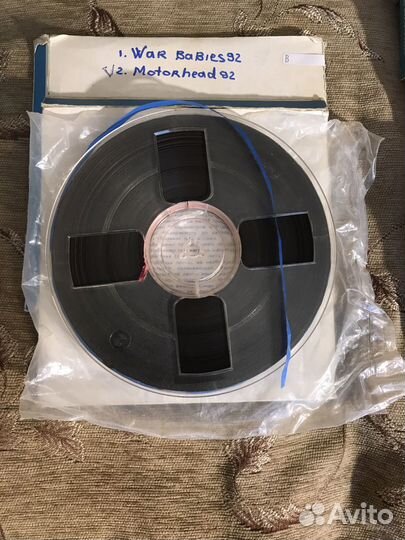 1. War Babies 92
√2. Motorhead 92
B
Avito